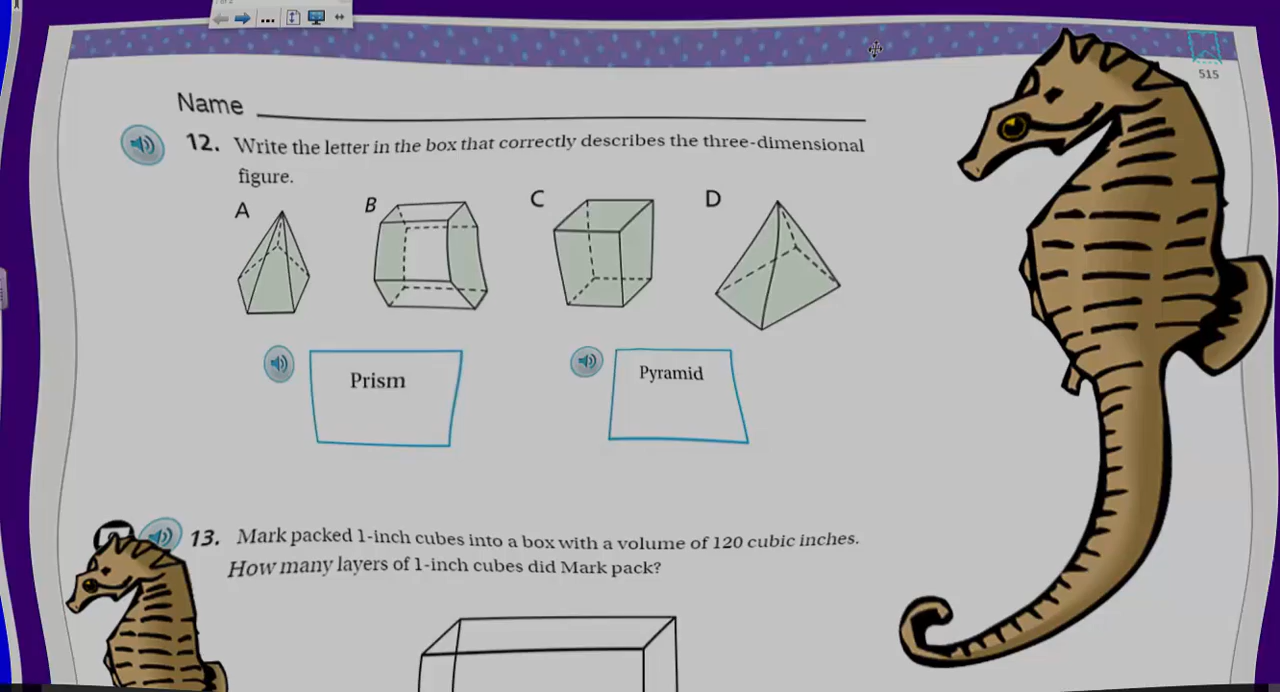 515
Name
12. Write the letter in the box that correctly describes the three-dimensional
figure.
A B C D
Prism Pyramid
13. Mark packed 1-inch cubes into a box with a volume of 120 cubic inches.
How many layers of 1-inch cubes did Mark pack?